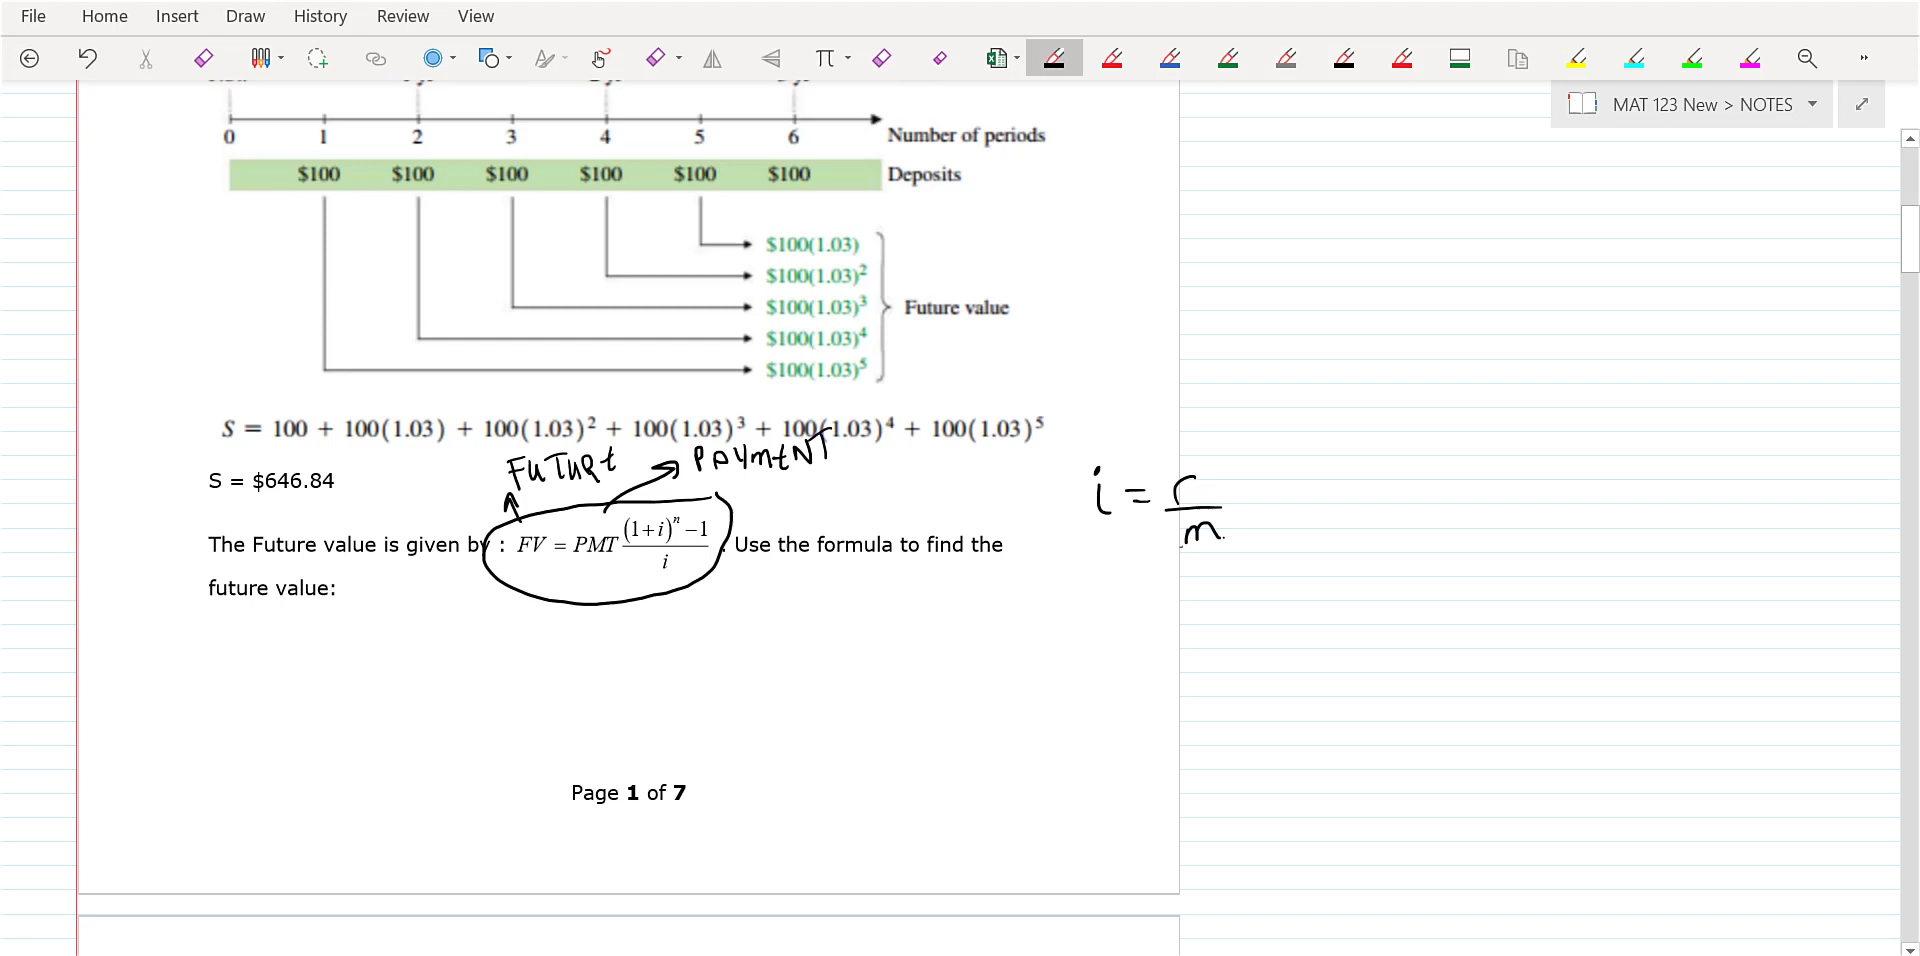 File Home Insert Draw History Review View
MAT 123 New > NOTES
0 1 2 3 4 5 6 Number of periods
$100 $100 $100 $100 $100 $100 Deposits
$100(1.03)
$100(1.03)²
$100(1.03)³
Future value
$100(1.03)⁴
$100(1.03)⁵
S = 100 + 100(1.03) + 100(1.03)² + 100(1.03)³ + 100(1.03)⁴ + 100(1.03)⁵
FUTURE PAYMENT
S = $646.84
i = r/m
The Future value is given by : FV = PMT ((1+i)ⁿ −1)/i . Use the formula to find the
future value:
Page 1 of 7